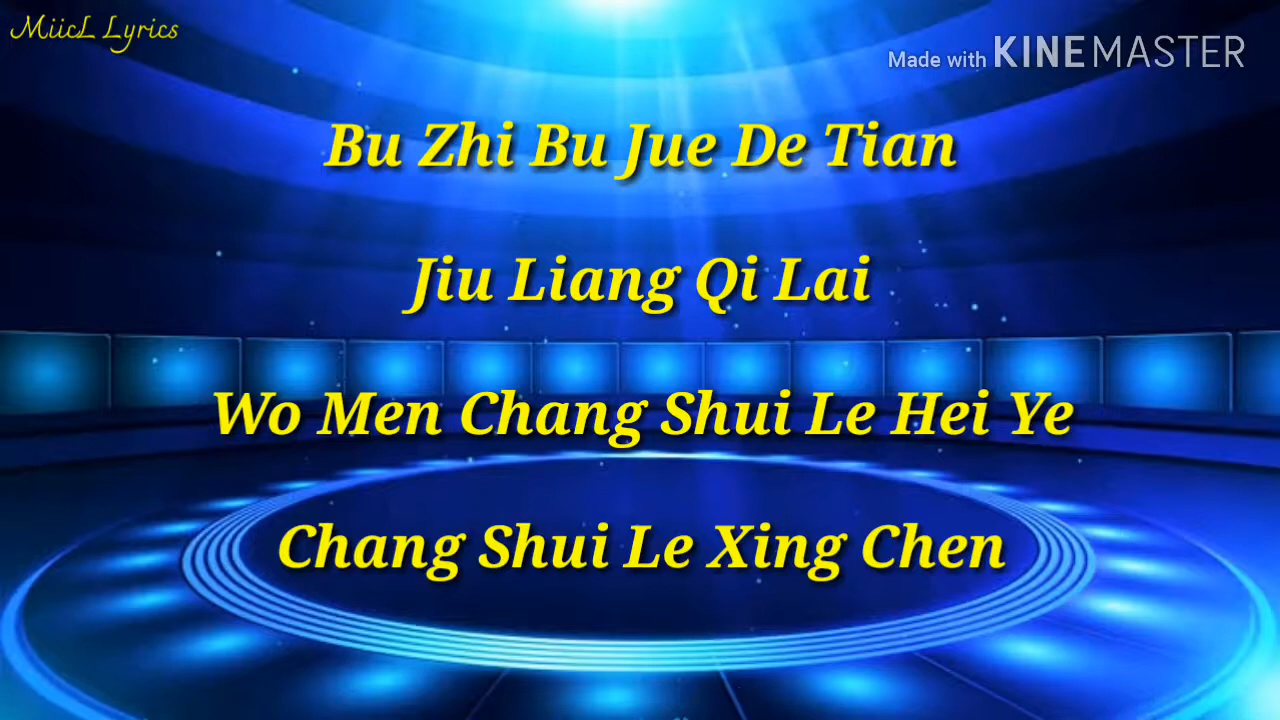 MiicL Lyrics
Made with KINEMASTER
Bu Zhi Bu Jue De Tian
Jiu Liang Qi Lai
Wo Men Chang Shui Le Hei Ye
Chang Shui Le Xing Chen